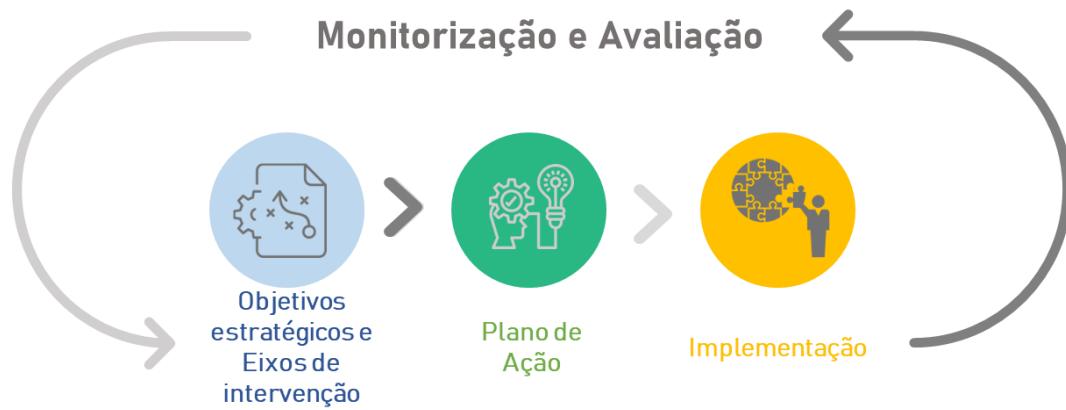 Monitorização e Avaliação
Objetivos
estratégicos e
Eixos de
intervenção
Plano de
Ação
Implementação